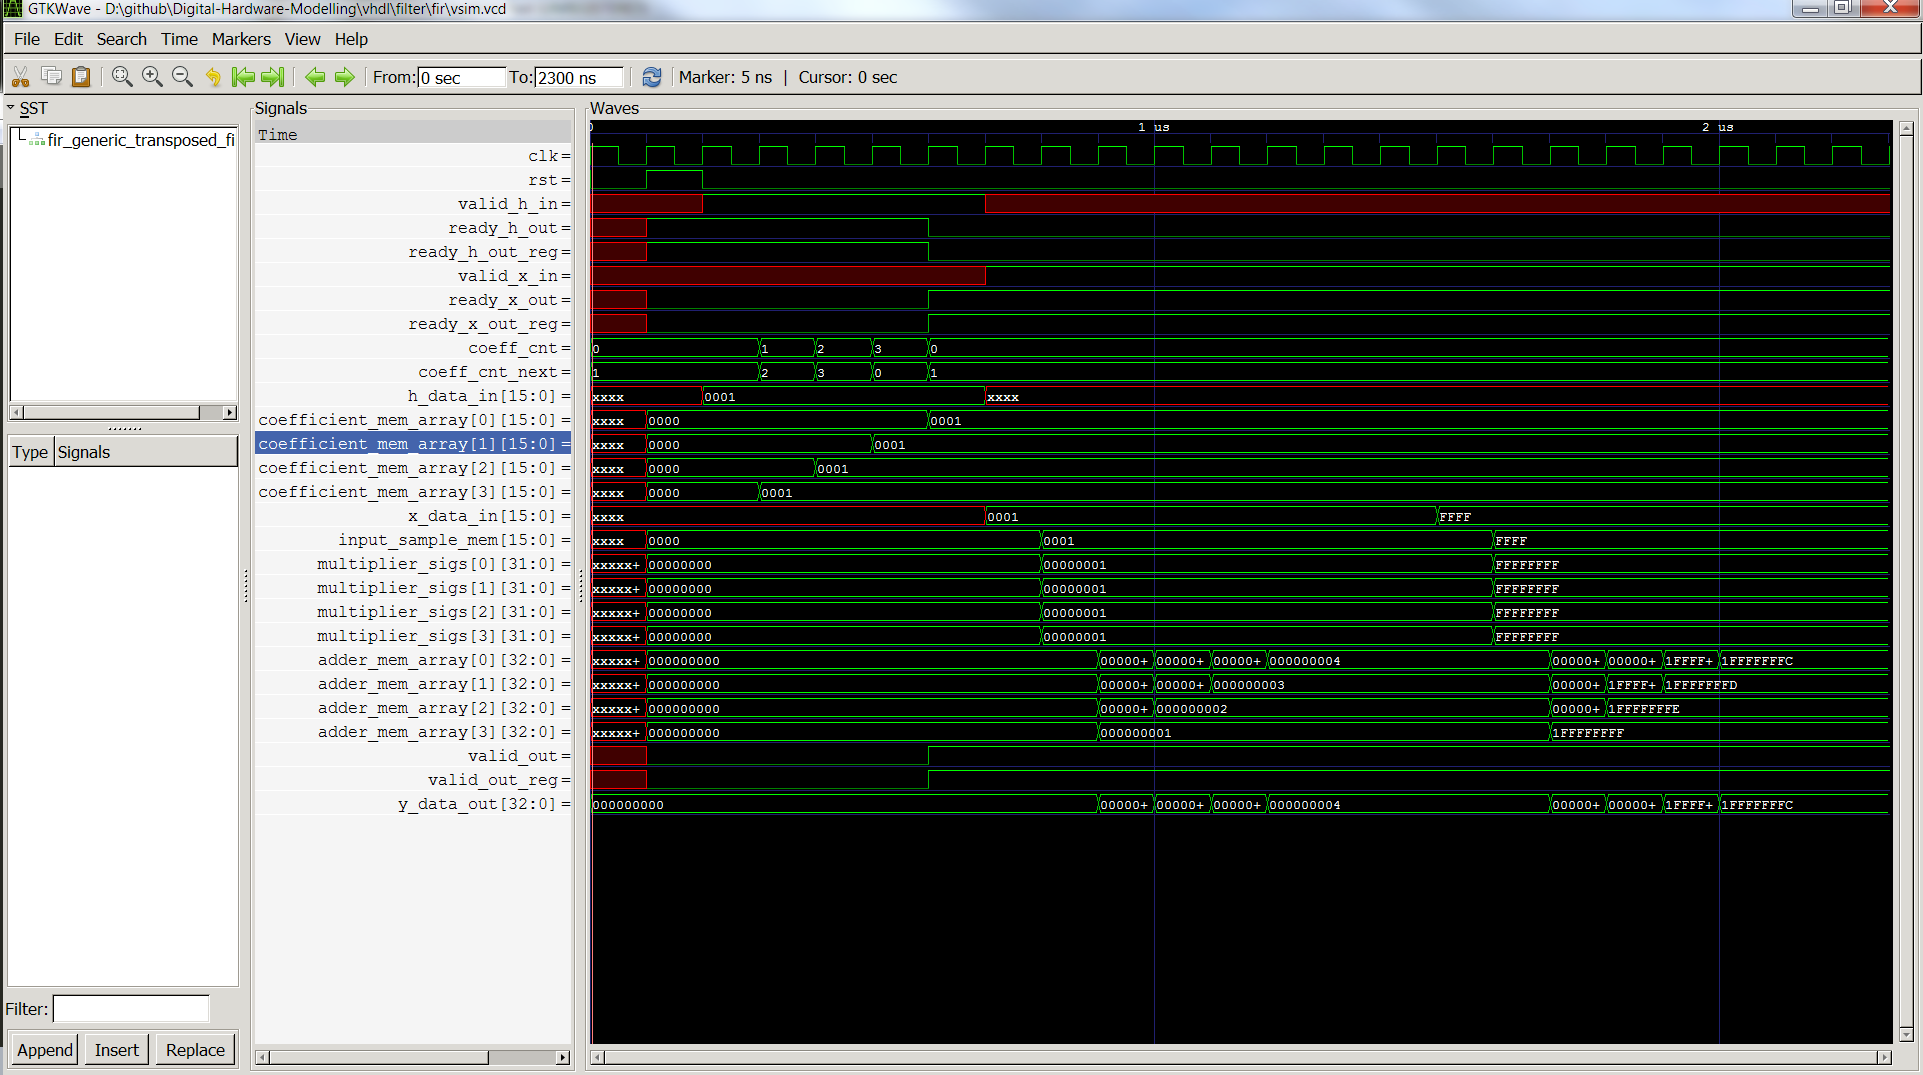 GTKWave - D:\github\Digital-Hardware-Modelling\vhdl\filter\fir\vsim.vcd
File Edit Search Time Markers View Help
From: 0 sec To: 2300 ns Marker: 5 ns | Cursor: 0 sec
SST
fir_generic_transposed_fi
Type Signals
Filter:
Append Insert Replace
Signals
Time
clk =
rst =
valid_h_in =
ready_h_out =
ready_h_out_reg =
valid_x_in =
ready_x_out =
ready_x_out_reg =
coeff_cnt =
coeff_cnt_next =
h_data_in[15:0] =
coefficient_mem_array[0][15:0] =
coefficient_mem_array[1][15:0] =
coefficient_mem_array[2][15:0] =
coefficient_mem_array[3][15:0] =
x_data_in[15:0] =
input_sample_mem[15:0] =
multiplier_sigs[0][31:0] =
multiplier_sigs[1][31:0] =
multiplier_sigs[2][31:0] =
multiplier_sigs[3][31:0] =
adder_mem_array[0][32:0] =
adder_mem_array[1][32:0] =
adder_mem_array[2][32:0] =
adder_mem_array[3][32:0] =
valid_out =
valid_out_reg =
y_data_out[32:0] =
Waves
0 1 us 2 us
0 1 2 3 0
1 2 3 0 1
xxxx 0001 xxxx
xxxx 0000 0001
xxxx 0000 0001
xxxx 0000 0001
xxxx 0000 0001
xxxx 0001 FFFF
xxxx 0000 0001 FFFF
xxxxx+ 00000000 00000001 FFFFFFFF
xxxxx+ 00000000 00000001 FFFFFFFF
xxxxx+ 00000000 00000001 FFFFFFFF
xxxxx+ 00000000 00000001 FFFFFFFF
xxxxx+ 000000000 00000+ 00000+ 00000+ 000000004 00000+ 00000+ 1FFFF+ 1FFFFFFFC
xxxxx+ 000000000 00000+ 00000+ 000000003 00000+ 1FFFF+ 1FFFFFFFD
xxxxx+ 000000000 00000+ 000000002 00000+ 1FFFFFFFE
xxxxx+ 000000000 000000001 1FFFFFFFF
000000000 00000+ 00000+ 00000+ 000000004 00000+ 00000+ 1FFFF+ 1FFFFFFFC